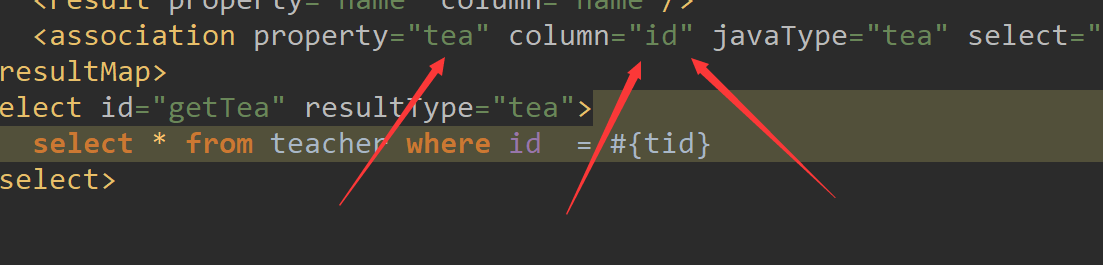 <result property="name" column="name"/>
<association property="tea" column="id" javaType="tea" select="
resultMap>
elect id="getTea" resultType="tea">
select * from teacher where id = #{tid}
select>